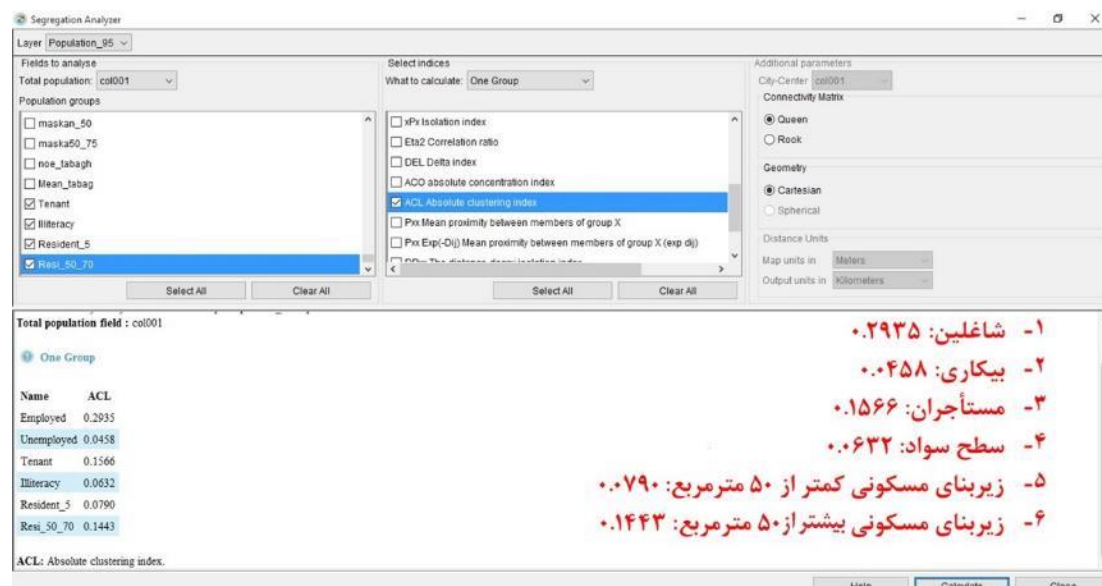 Segregation Analyzer
Layer Population_95
Fields to analyse
Total population: col001
Population groups
maskan_50
maska50_75
noe_tabagh
Mean_tabag
Tenant
Illiteracy
Resident_5
Resi_50_70
Select All Clear All
Select indices
What to calculate: One Group
xPx Isolation index
Eta2 Correlation ratio
DEL Delta index
ACO absolute concentration index
ACL Absolute clustering index
Pxx Mean proximity between members of group X
Pxx Exp(-Dij) Mean proximity between members of group X (exp dij)
Select All Clear All
Additional parameters
City-Center col001
Connectivity Matrix
Queen
Rook
Geometry
Cartesian
Spherical
Distance Units
Map units in Meters
Output units in Kilometers
Total population field : col001
One Group
Name ACL
Employed 0.2935
Unemployed 0.0458
Tenant 0.1566
Illiteracy 0.0632
Resident_5 0.0790
Resi_50_70 0.1443
ACL: Absolute clustering index.
۱- شاغلین: ۰.۲۹۳۵
۲- بیکاری: ۰.۰۴۵۸
۳- مستأجران: ۰.۱۵۶۶
۴- سطح سواد: ۰.۰۶۳۲
۵- زیربنای مسکونی کمتر از ۵۰ مترمربع: ۰.۰۷۹۰
۶- زیربنای مسکونی بیشتر از ۵۰ مترمربع: ۰.۱۴۴۳
Help Calculate Close